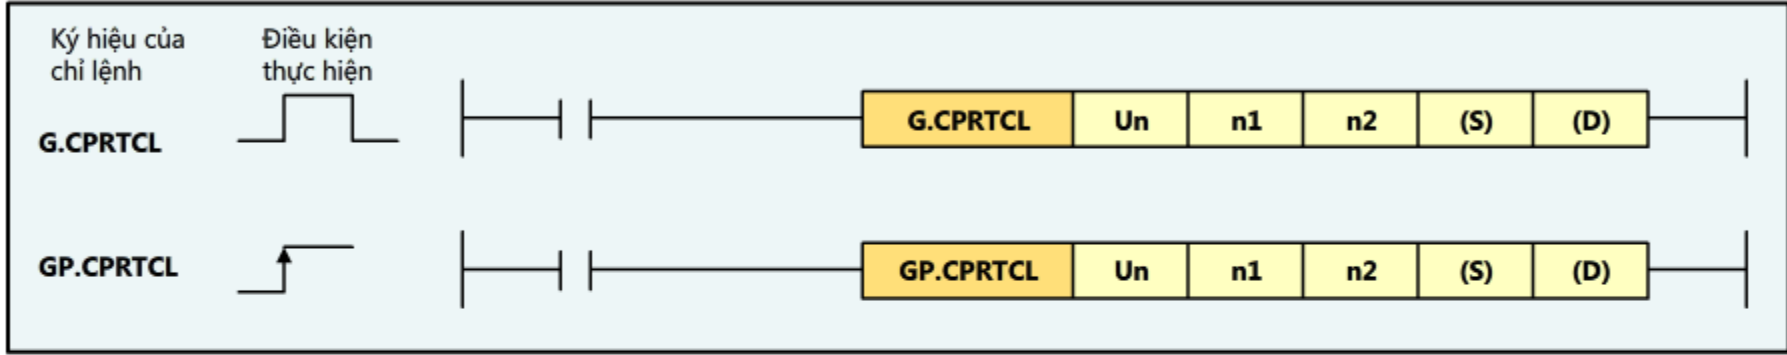 Ký hiệu của
chỉ lệnh
Điều kiện
thực hiện
G.CPRTCL
G.CPRTCL Un n1 n2 (S) (D)
GP.CPRTCL
GP.CPRTCL Un n1 n2 (S) (D)